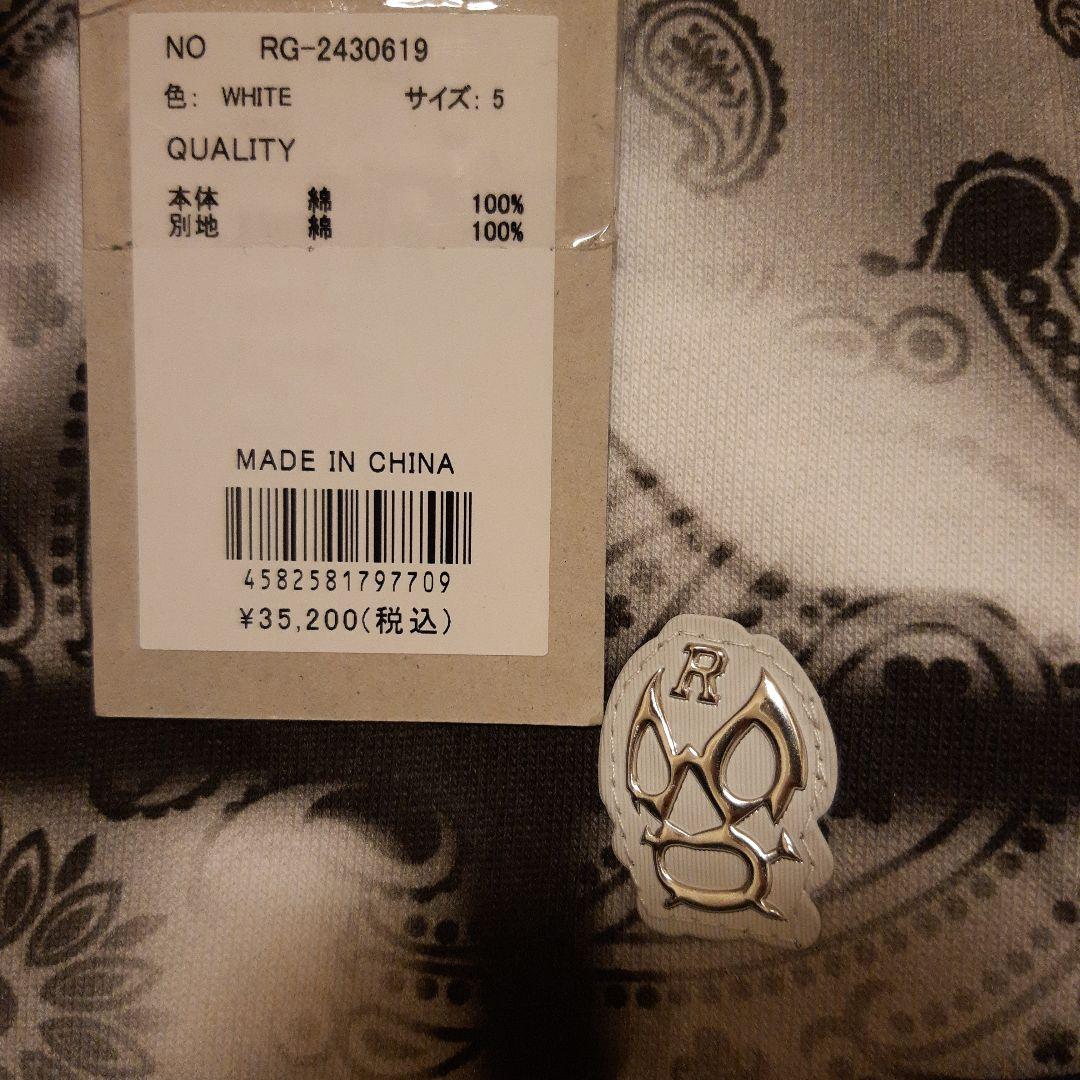 NO RG-2430619
色: WHITE サイズ: 5
QUALITY
本体 綿 100%
別地 綿 100%
MADE IN CHINA
4582581797709
¥35,200(税込)
R